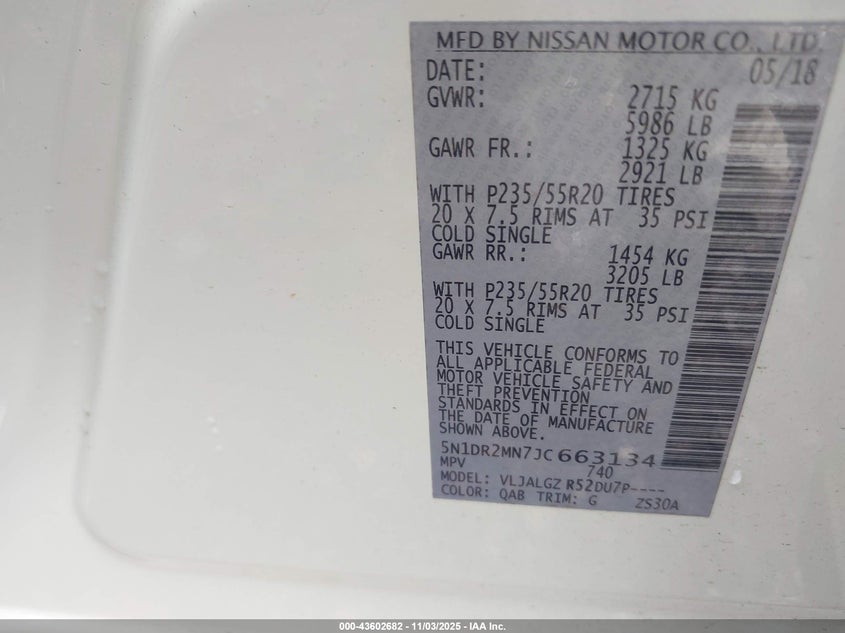 MFD BY NISSAN MOTOR CO., LTD.
DATE: 05/18
GVWR: 2715 KG
5986 LB
GAWR FR.: 1325 KG
2921 LB
WITH P235/55R20 TIRES
20 X 7.5 RIMS AT 35 PSI
COLD SINGLE
GAWR RR.: 1454 KG
3205 LB
WITH P235/55R20 TIRES
20 X 7.5 RIMS AT 35 PSI
COLD SINGLE
THIS VEHICLE CONFORMS TO
ALL APPLICABLE FEDERAL
MOTOR VEHICLE SAFETY AND
THEFT PREVENTION
STANDARDS IN EFFECT ON
THE DATE OF MANUFACTURE
SHOWN ABOVE.
5N1DR2MN7JC663134
MPV 740
MODEL: VLJALGZ R52DU7P----
COLOR: QAB TRIM: G ZS30A
000-43602682 - 11/03/2025 - IAA Inc.